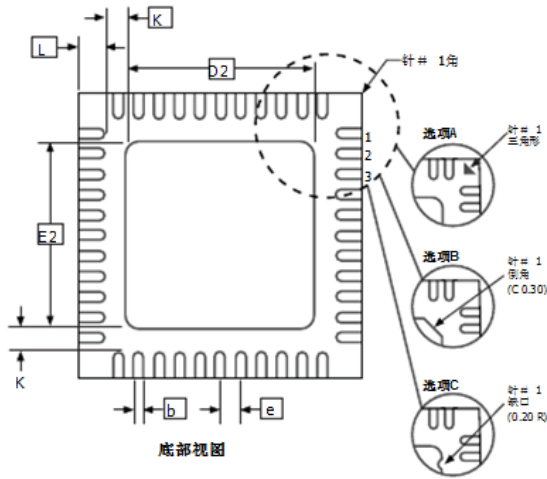 K
L
D2
针＃ 1角
1
2
3
选项A
针＃ 1
三角形
E2
选项B
针＃ 1
倒角
(C 0.30)
K
选项C
针＃ 1
缺口
(0.20 R)
b
e
底部视图